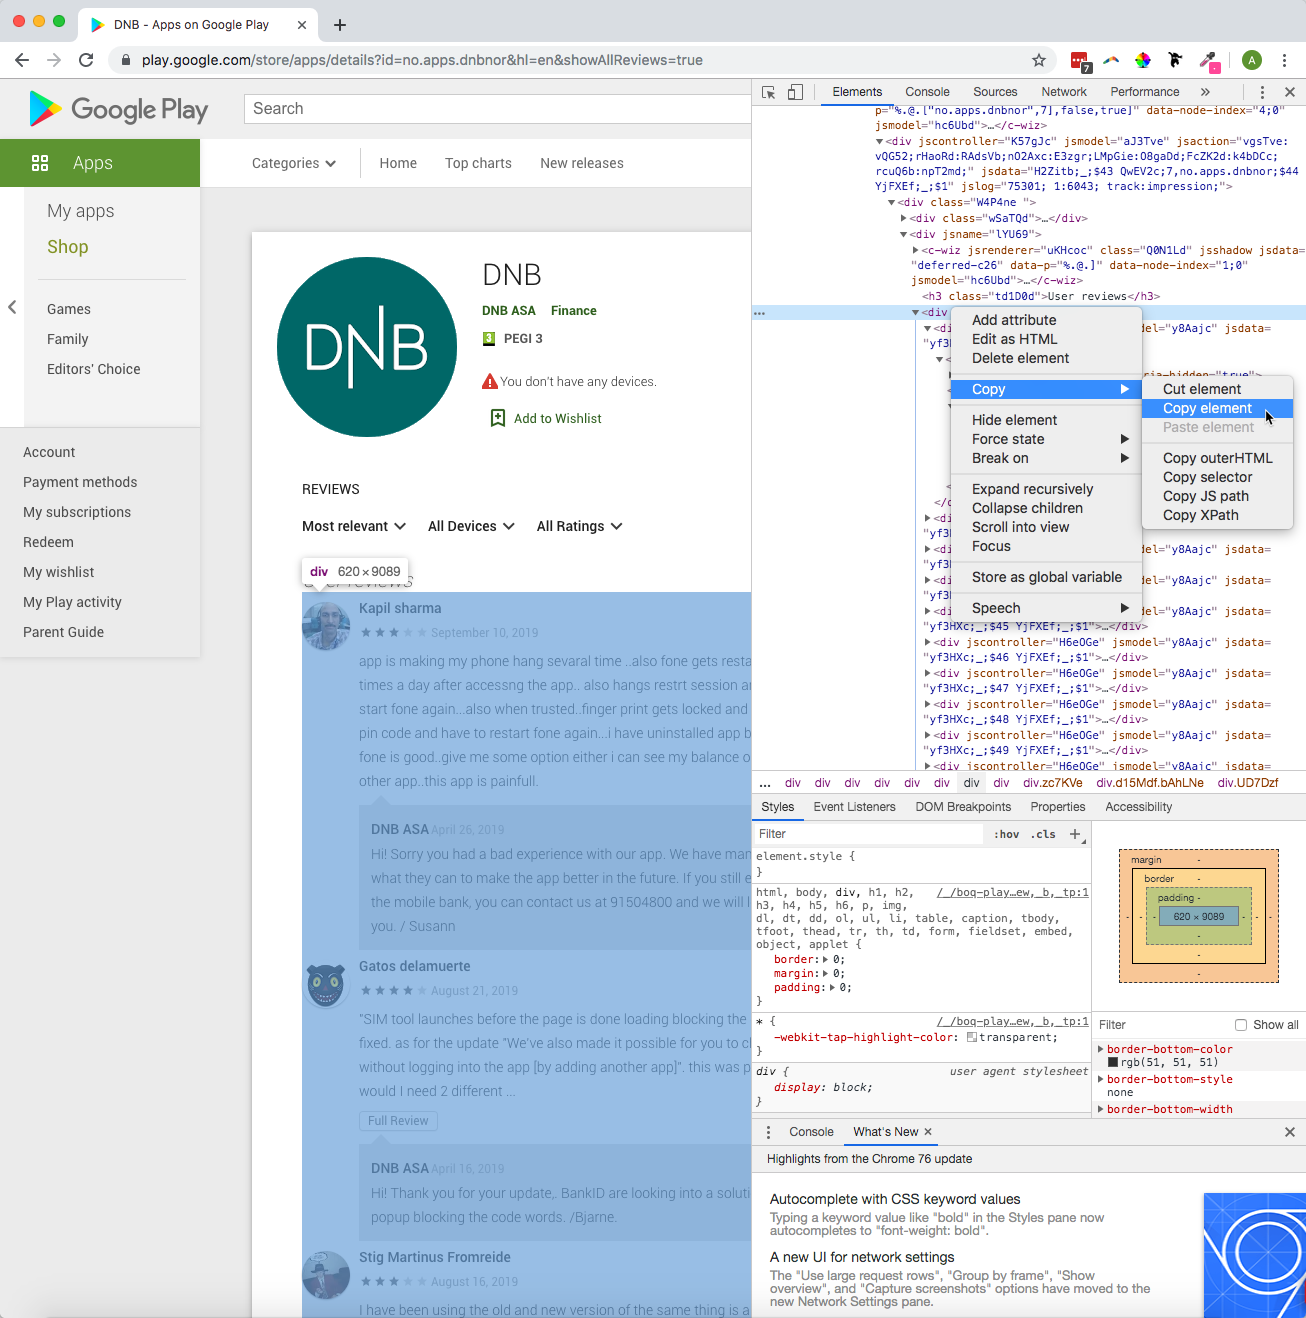 DNB - Apps on Google Play
play.google.com/store/apps/details?id=no.apps.dnbnor&hl=en&showAllReviews=true
7
A
Google Play
Search
Apps
Categories
Home
Top charts
New releases
My apps
Shop
Games
Family
Editors' Choice
Account
Payment methods
My subscriptions
Redeem
My wishlist
My Play activity
Parent Guide
DNB
DNB
DNB ASA Finance
3 PEGI 3
You don't have any devices.
Add to Wishlist
REVIEWS
Most relevant
All Devices
All Ratings
div 620 × 9089
Kapil sharma
September 10, 2019
app is making my phone hang sevaral time ..also fone gets resta
times a day after accessng the app.. also hangs restrt session a
start fone again...also when trusted..finger print gets locked and
pin code and have to restart fone again...i have uninstalled app b
fone is good..give me some option either i can see my balance o
other app..this app is painfull.
DNB ASA April 26, 2019
Hi! Sorry you had a bad experience with our app. We have man
what they can to make the app better in the future. If you still e
the mobile bank, you can contact us at 91504800 and we will l
you. / Susann
Gatos delamuerte
August 21, 2019
"SIM tool launches before the page is done loading blocking the
fixed. as for the update "We've also made it possible for you to c
without logging into the app [by adding another app]". this was p
would I need 2 different ...
Full Review
DNB ASA April 16, 2019
Hi! Thank you for your update,. BankID are looking into a soluti
popup blocking the code words. /Bjarne.
Stig Martinus Fromreide
August 16, 2019
I have been using the old and new version of the same thing is a
Elements
Console
Sources
Network
Performance
p="%.@.["no.apps.dnbnor",7],false,true]" data-node-index="4;0"
jsmodel="hc6Ubd">…</c-wiz>
<div jscontroller="K57gJc" jsmodel="aJ3Tve" jsaction="vgsTve:
vQG52;rHaoRd:RAdsVb;nO2Axc:E3zgr;LMpGie:O8gaDd;FcZK2d:k4bDCc;
rcuQ6b:npT2md;" jsdata="H2Zitb;_;$43 QwEV2c;7,no.apps.dnbnor;$44
YjFXEf;_;$1" jslog="75301; 1:6043; track:impression;">
<div class="W4P4ne ">
<div class="wSaTQd">…</div>
<div jsname="lYU69">
<c-wiz jsrenderer="uKHcoc" class="Q0N1Ld" jsshadow jsdata=
"deferred-c26" data-p="%.@.]" data-node-index="1;0"
jsmodel="hc6Ubd">…</c-wiz>
<h3 class="td1D0d">User reviews</h3>
<div
Add attribute
Edit as HTML
Delete element
Copy
Hide element
Force state
Break on
Expand recursively
Collapse children
Scroll into view
Focus
Store as global variable
Speech
Cut element
Copy element
Paste element
Copy outerHTML
Copy selector
Copy JS path
Copy XPath
"yf3HXc;_;$45 YjFXEf;_;$1">…</div>
<div jscontroller="H6eOGe" jsmodel="y8Aajc" jsdata=
"yf3HXc;_;$46 YjFXEf;_;$1">…</div>
<div jscontroller="H6eOGe" jsmodel="y8Aajc" jsdata=
"yf3HXc;_;$47 YjFXEf;_;$1">…</div>
<div jscontroller="H6eOGe" jsmodel="y8Aajc" jsdata=
"yf3HXc;_;$48 YjFXEf;_;$1">…</div>
<div jscontroller="H6eOGe" jsmodel="y8Aajc" jsdata=
"yf3HXc;_;$49 YjFXEf;_;$1">…</div>
<div jscontroller="H6eOGe" jsmodel="y8Aajc" jsdata=
... div div div div div div div div div.zc7KVe div.d15Mdf.bAhLNe div.UD7Dzf
Styles
Event Listeners
DOM Breakpoints
Properties
Accessibility
Filter
:hov .cls +
element.style {
}
html, body, div, h1, h2, /_/boq-play…ew,_b,_tp:1
h3, h4, h5, h6, p, img,
dl, dt, dd, ol, ul, li, table, caption, tbody,
tfoot, thead, tr, th, td, form, fieldset, embed,
object, applet {
border: 0;
margin: 0;
padding: 0;
}
* { /_/boq-play…ew,_b,_tp:1
-webkit-tap-highlight-color: transparent;
}
div { user agent stylesheet
display: block;
}
margin -
border -
padding -
620 × 9089
Filter
Show all
border-bottom-color
rgb(51, 51, 51)
border-bottom-style
none
border-bottom-width
Console
What's New
Highlights from the Chrome 76 update
Autocomplete with CSS keyword values
Typing a keyword value like "bold" in the Styles pane now
autocompletes to "font-weight: bold".
A new UI for network settings
The "Use large request rows", "Group by frame", "Show
overview", and "Capture screenshots" options have moved to the
new Network Settings pane.